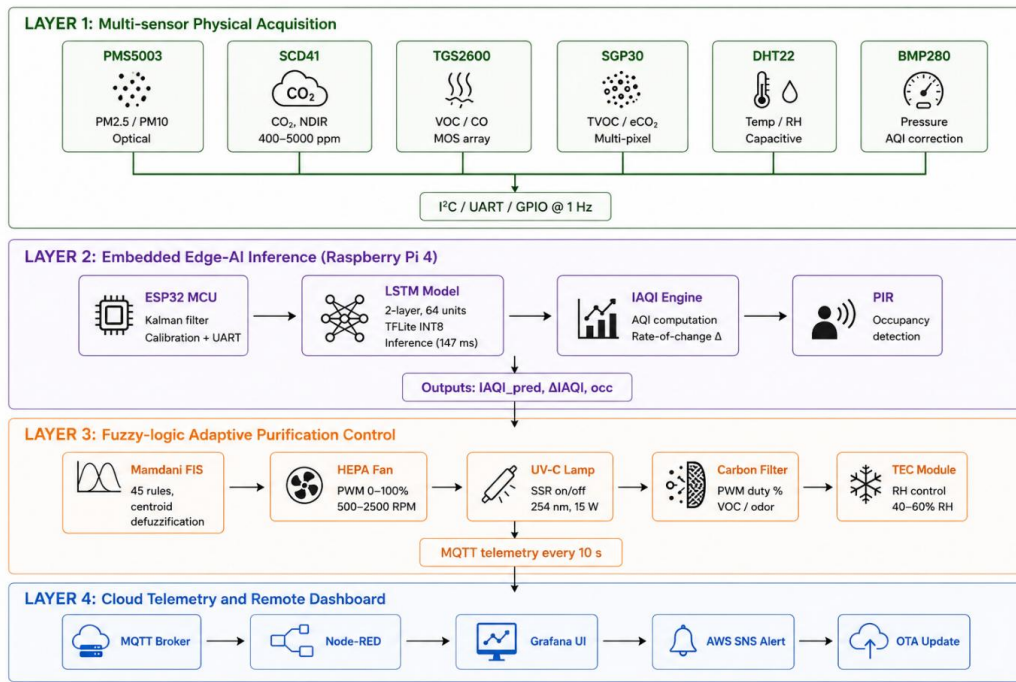 LAYER 1: Multi-sensor Physical Acquisition
PMS5003
PM2.5 / PM10
Optical
SCD41
CO₂
CO₂, NDIR
400–5000 ppm
TGS2600
VOC / CO
MOS array
SGP30
TVOC / eCO₂
Multi-pixel
DHT22
Temp / RH
Capacitive
BMP280
Pressure
AQI correction
I²C / UART / GPIO @ 1 Hz
LAYER 2: Embedded Edge-AI Inference (Raspberry Pi 4)
ESP32 MCU
Kalman filter
Calibration + UART
LSTM Model
2-layer, 64 units
TFLite INT8
Inference (147 ms)
IAQI Engine
AQI computation
Rate-of-change Δ
PIR
Occupancy
detection
Outputs: IAQI_pred, ΔIAQI, occ
LAYER 3: Fuzzy-logic Adaptive Purification Control
Mamdani FIS
45 rules,
centroid
defuzzification
HEPA Fan
PWM 0–100%
500–2500 RPM
UV-C Lamp
SSR on/off
254 nm, 15 W
Carbon Filter
PWM duty %
VOC / odor
TEC Module
RH control
40–60% RH
MQTT telemetry every 10 s
LAYER 4: Cloud Telemetry and Remote Dashboard
MQTT Broker
Node-RED
Grafana UI
AWS SNS Alert
OTA Update